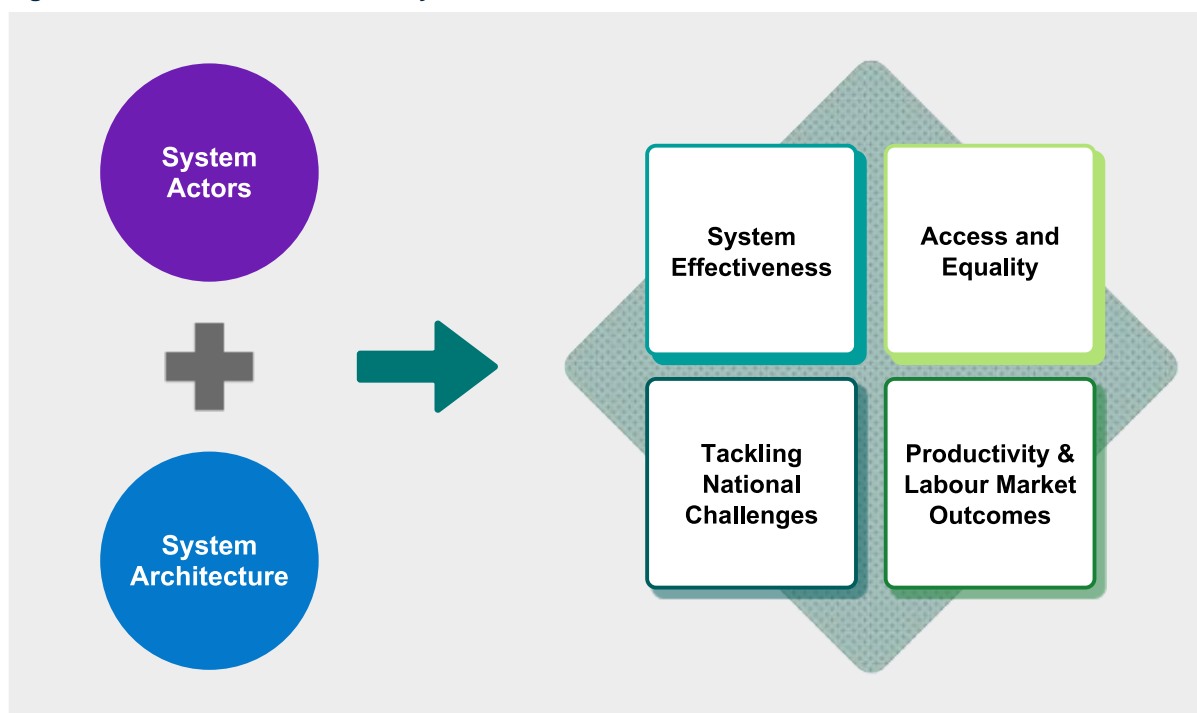 System
Actors
System
Architecture
System
Effectiveness
Access and
Equality
Tackling
National
Challenges
Productivity &
Labour Market
Outcomes